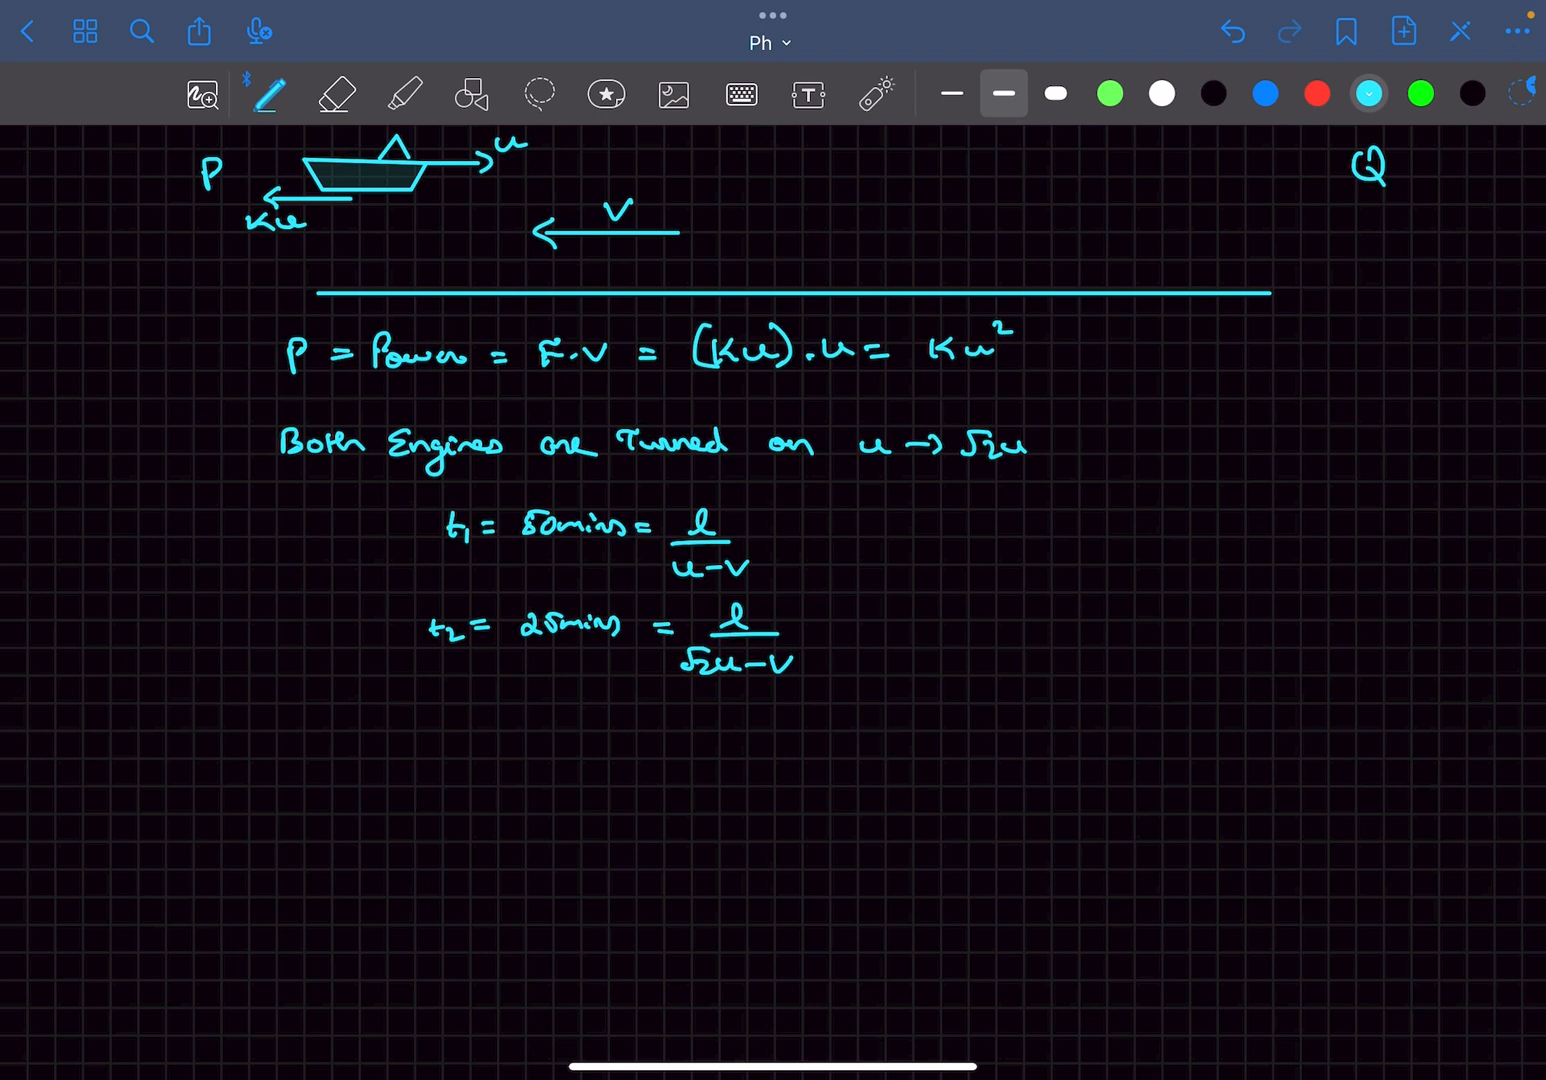 Ph
T
P
u
Q
Ku
V
P = Power = F.V = (Ku).u = Ku²
Both Engines are Turned on u → √2u
t₁ = 50mins = l/(u-v)
t₂ = 25mins = l/(√2u-v)